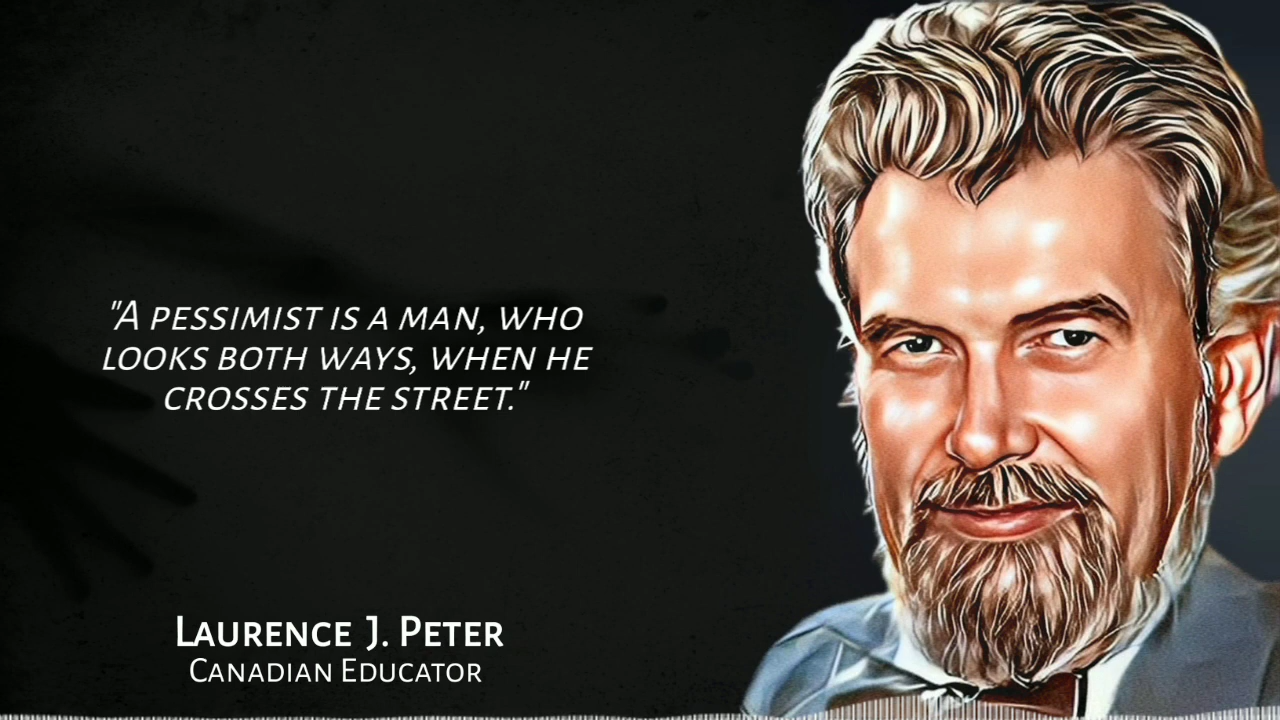 "A PESSIMIST IS A MAN, WHO
LOOKS BOTH WAYS, WHEN HE
CROSSES THE STREET."
LAURENCE J. PETER
CANADIAN EDUCATOR